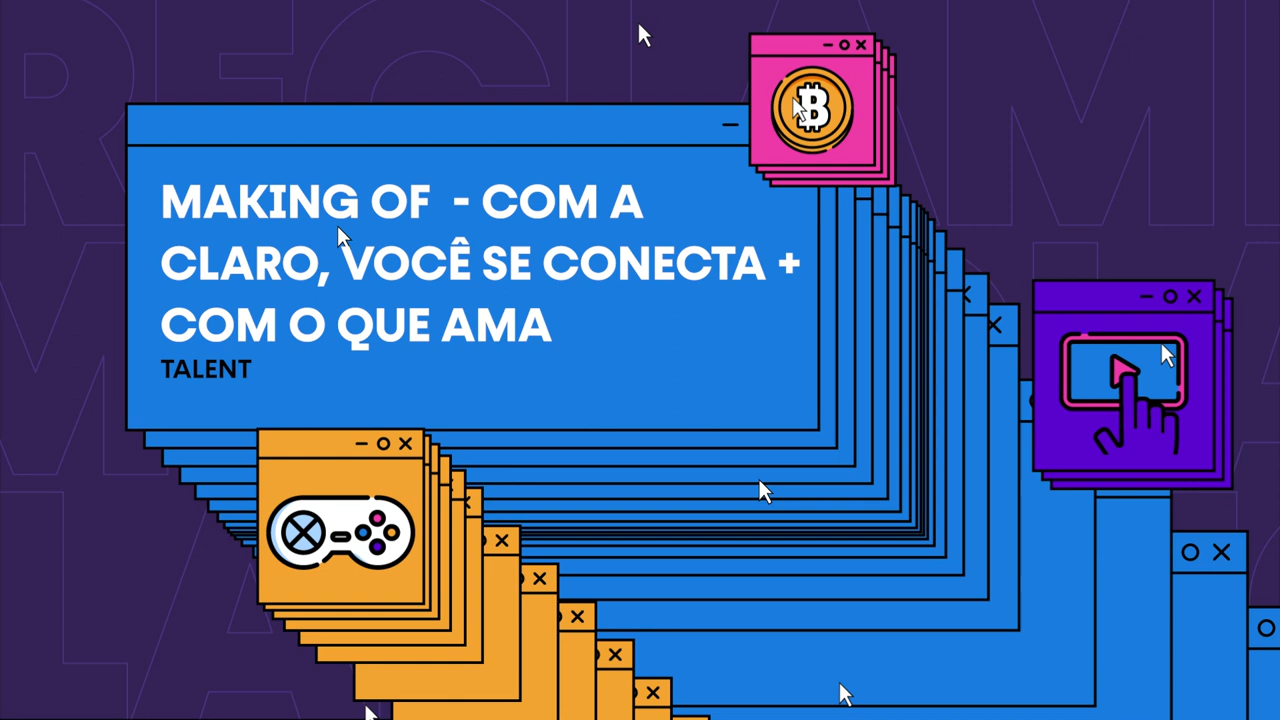 MAKING OF - COM A
CLARO, VOCÊ SE CONECTA +
COM O QUE AMA
TALENT